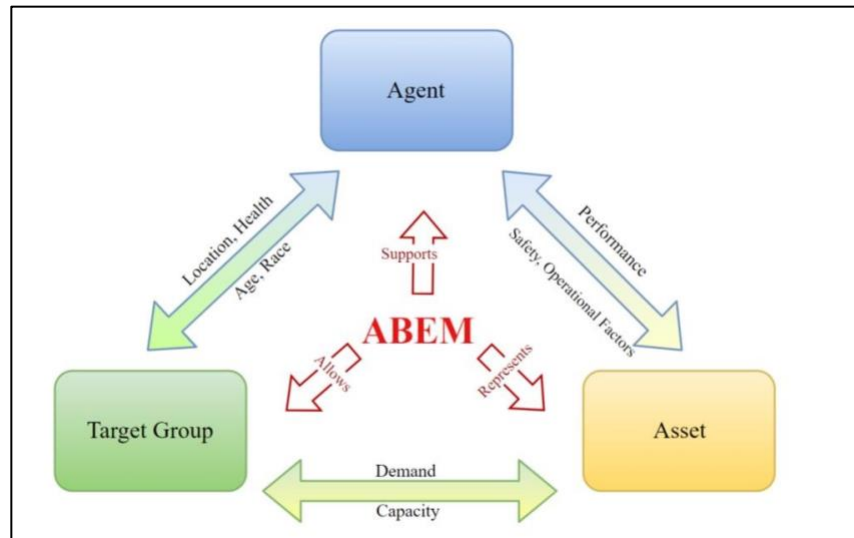 Agent
Location, Health
Age, Race
Performance
Safety, Operational Factors
Supports
ABEM
Allows
Represents
Target Group
Asset
Demand
Capacity